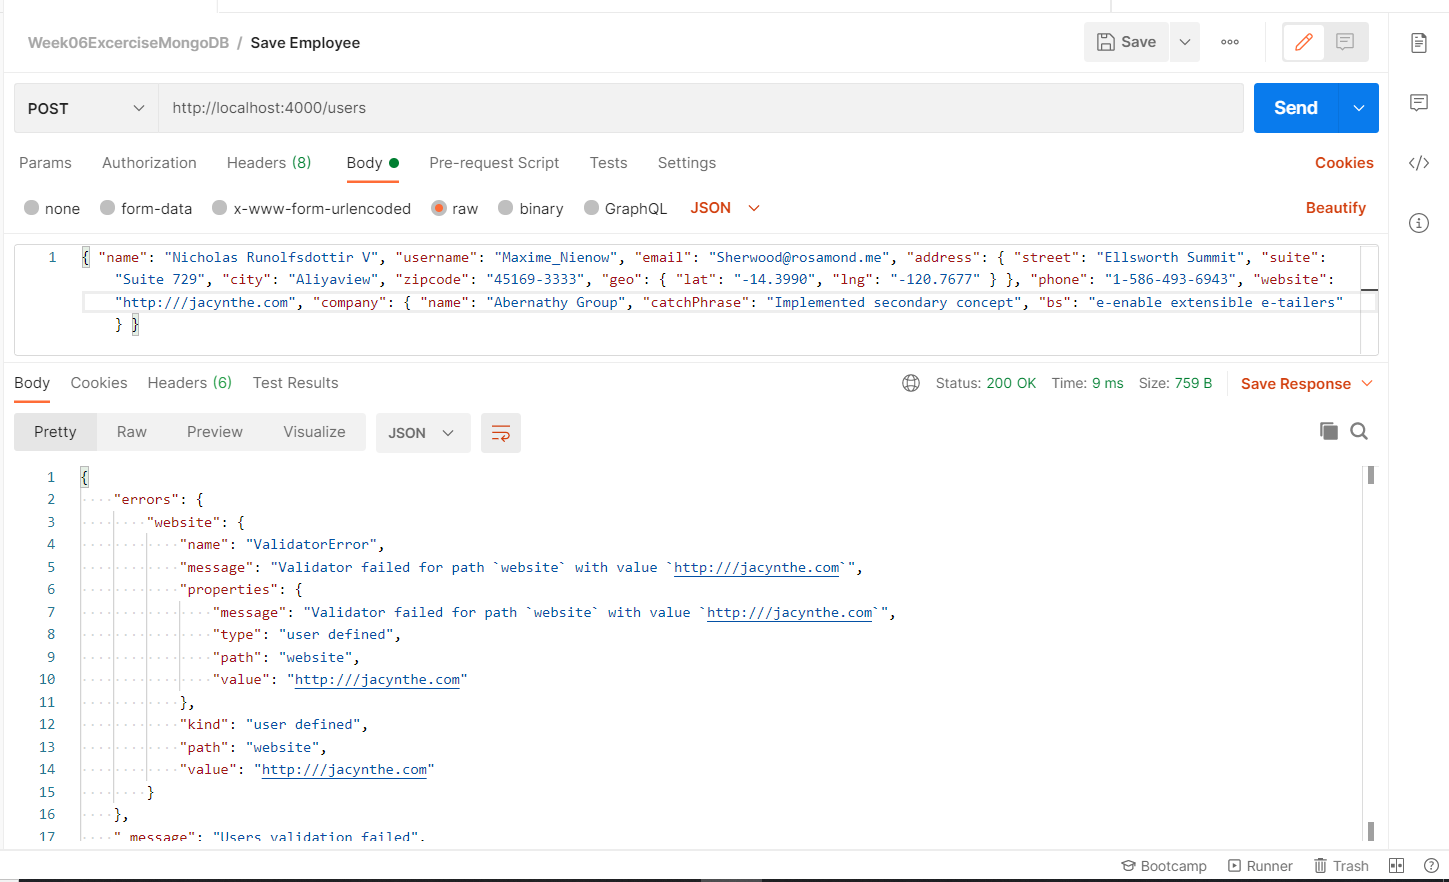 Week06ExcerciseMongoDB / Save Employee
Save
POST
http://localhost:4000/users
Send
Params Authorization Headers (8) Body Pre-request Script Tests Settings Cookies
none form-data x-www-form-urlencoded raw binary GraphQL JSON Beautify
1 { "name": "Nicholas Runolfsdottir V", "username": "Maxime_Nienow", "email": "Sherwood@rosamond.me", "address": { "street": "Ellsworth Summit", "suite":
"Suite 729", "city": "Aliyaview", "zipcode": "45169-3333", "geo": { "lat": "-14.3990", "lng": "-120.7677" } }, "phone": "1-586-493-6943", "website":
"http:///jacynthe.com", "company": { "name": "Abernathy Group", "catchPhrase": "Implemented secondary concept", "bs": "e-enable extensible e-tailers"
} }
Body Cookies Headers (6) Test Results Status: 200 OK Time: 9 ms Size: 759 B Save Response
Pretty Raw Preview Visualize JSON
1 {
2 "errors": {
3 "website": {
4 "name": "ValidatorError",
5 "message": "Validator failed for path `website` with value `http:///jacynthe.com`",
6 "properties": {
7 "message": "Validator failed for path `website` with value `http:///jacynthe.com`",
8 "type": "user defined",
9 "path": "website",
10 "value": "http:///jacynthe.com"
11 },
12 "kind": "user defined",
13 "path": "website",
14 "value": "http:///jacynthe.com"
15 }
16 },
17 "_message": "Users validation failed",
Bootcamp Runner Trash